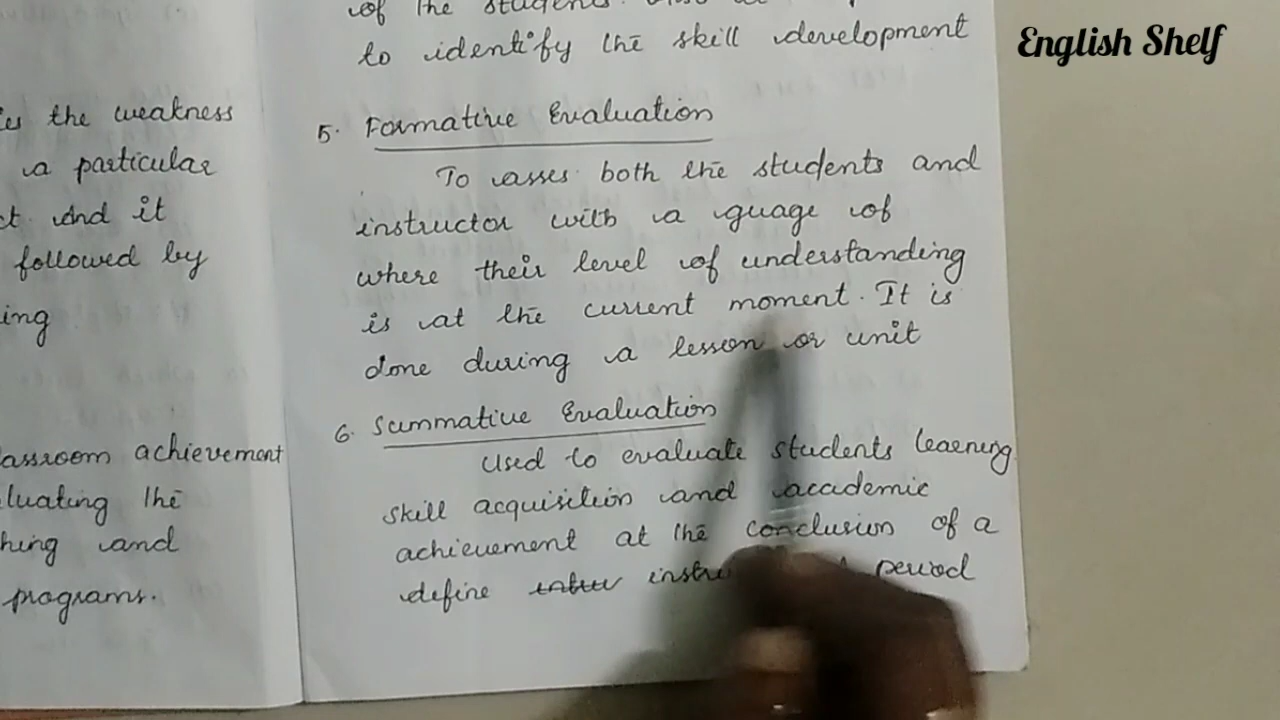 of the students.
to identify the skill development
English Shelf
the weakness
a particular
And it
followed by
ing
assroom achievement
luating the
hing and
programs.
5. Formative Evaluation
To asses both the students and
instructor with a guage of
where their level of understanding
is at the current moment. It is
done during a lesson or unit
6. Summative Evaluation
Used to evaluate students learning
skill acquisition and academic
achievement at the conclusion of a
define period